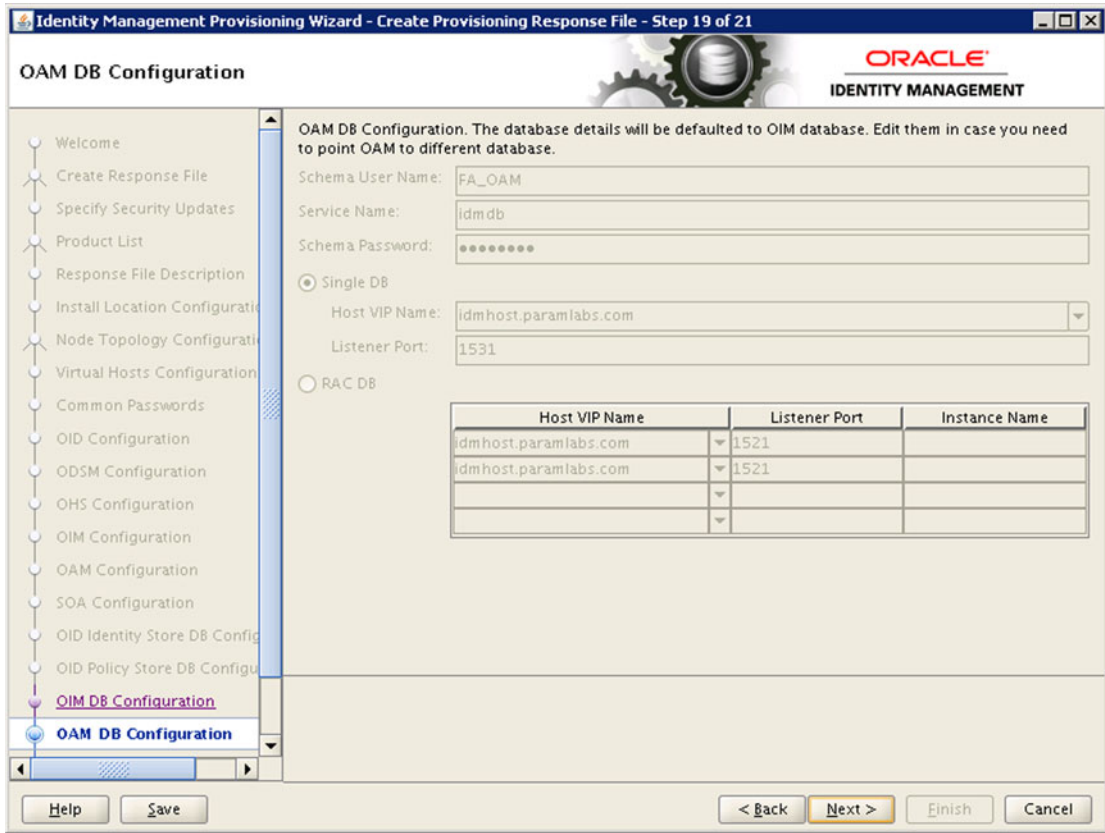 Identity Management Provisioning Wizard - Create Provisioning Response File - Step 19 of 21
OAM DB Configuration
ORACLE®
IDENTITY MANAGEMENT
Welcome
Create Response File
Specify Security Updates
Product List
Response File Description
Install Location Configuratio
Node Topology Configurati
Virtual Hosts Configuration
Common Passwords
OID Configuration
ODSM Configuration
OHS Configuration
OIM Configuration
OAM Configuration
SOA Configuration
OID Identity Store DB Config
OID Policy Store DB Configu
OIM DB Configuration
OAM DB Configuration
OAM DB Configuration. The database details will be defaulted to OIM database. Edit them in case you need
to point OAM to different database.
Schema User Name: FA_OAM
Service Name: idmdb
Schema Password: ●●●●●●●●
Single DB
Host VIP Name: idmhost.paramlabs.com
Listener Port: 1531
RAC DB
Host VIP Name Listener Port Instance Name
idmhost.paramlabs.com 1521
idmhost.paramlabs.com 1521
Help Save < Back Next > Finish Cancel